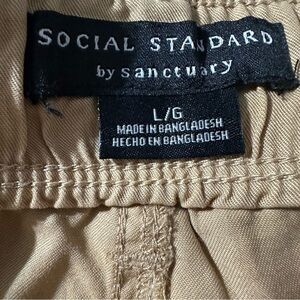 SOCIAL STANDARD
by sanctuary
L/G
MADE IN BANGLADESH
HECHO EN BANGLADESH